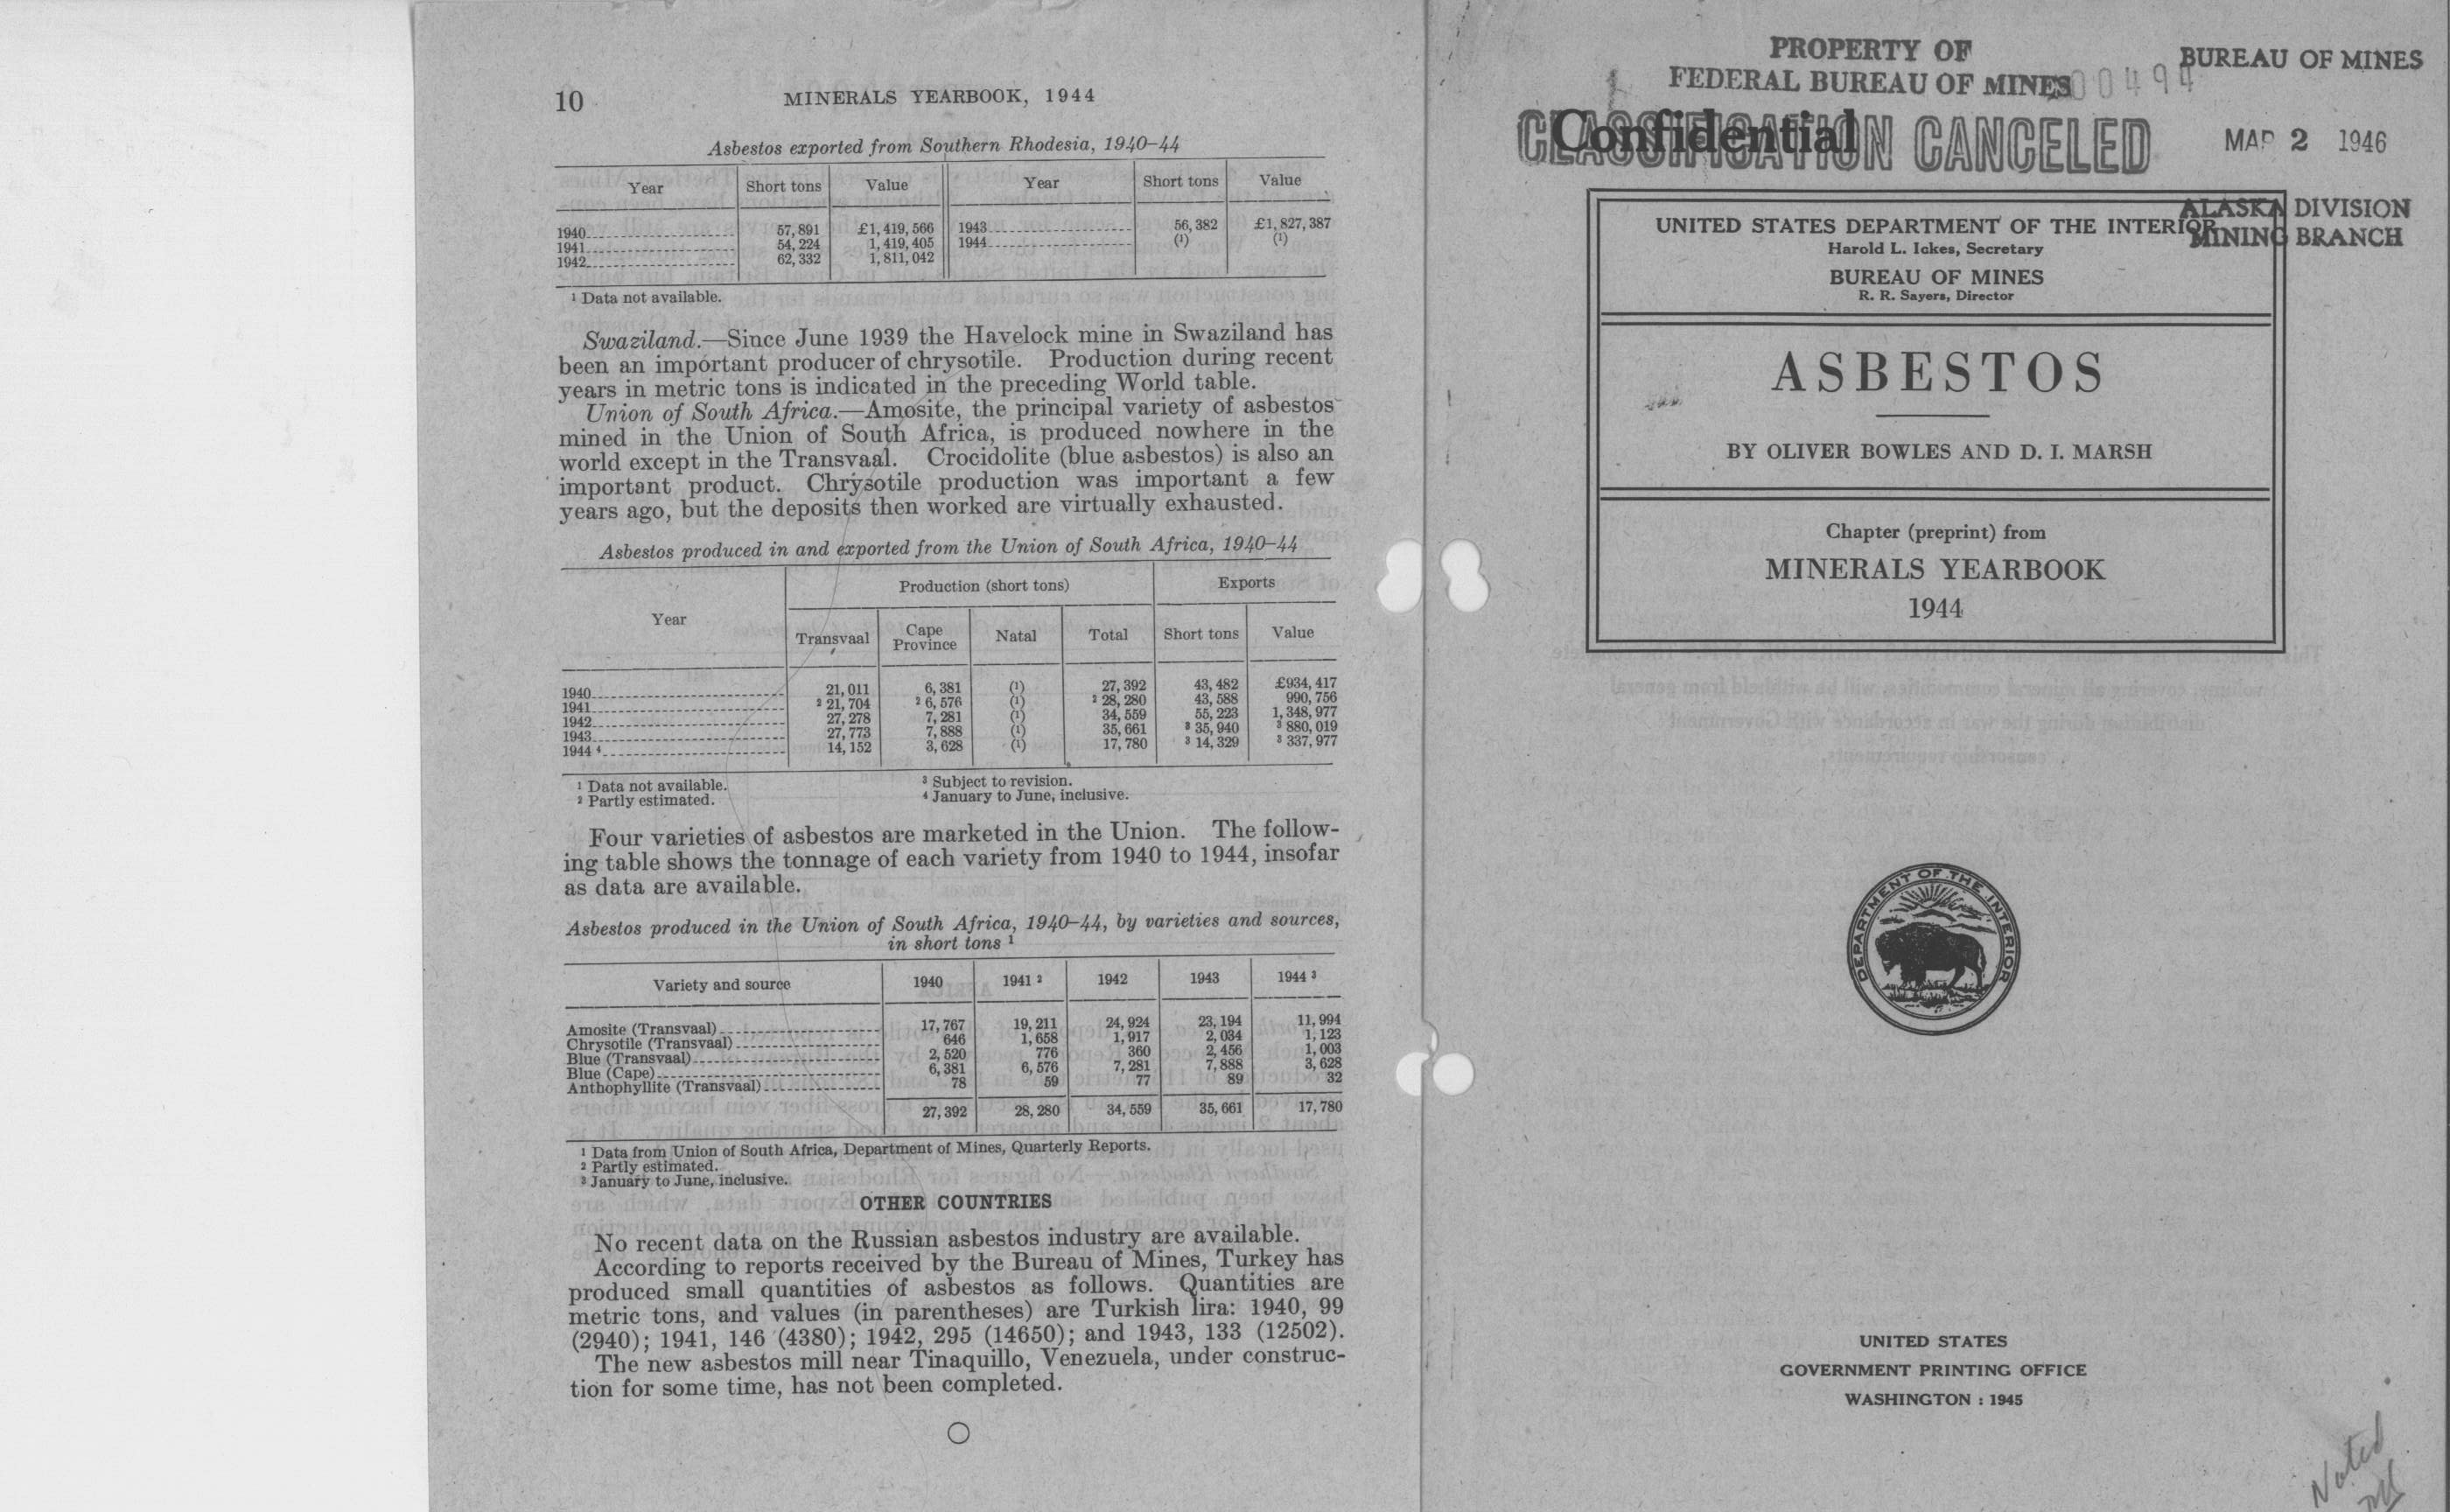 10
MINERALS YEARBOOK, 1944
Asbestos exported from Southern Rhodesia, 1940–44
Year Short tons Value Year Short tons Value
1940 57,891 £1,419,566 1943 56,382 £1,827,387
1941 54,224 1,419,405 1944 (1) (1)
1942 62,332 1,811,042
1 Data not available.
Swaziland.—Since June 1939 the Havelock mine in Swaziland has
been an important producer of chrysotile. Production during recent
years in metric tons is indicated in the preceding World table.
Union of South Africa.—Amosite, the principal variety of asbestos
mined in the Union of South Africa, is produced nowhere in the
world except in the Transvaal. Crocidolite (blue asbestos) is also an
important product. Chrysotile production was important a few
years ago, but the deposits then worked are virtually exhausted.
Asbestos produced in and exported from the Union of South Africa, 1940–44
Year Production (short tons) Exports
Transvaal Cape Province Natal Total Short tons Value
1940 21,011 6,381 (1) 27,392 43,482 £934,417
1941 2 21,704 2 6,576 (1) 2 28,280 43,588 990,756
1942 27,278 7,281 (1) 34,559 55,223 1,348,977
1943 27,773 7,888 (1) 35,661 3 35,940 3 880,019
1944 4 14,152 3,628 (1) 17,780 3 14,329 3 337,977
1 Data not available. 3 Subject to revision.
2 Partly estimated. 4 January to June, inclusive.
Four varieties of asbestos are marketed in the Union. The follow-
ing table shows the tonnage of each variety from 1940 to 1944, insofar
as data are available.
Asbestos produced in the Union of South Africa, 1940–44, by varieties and sources,
in short tons 1
Variety and source 1940 1941 2 1942 1943 1944 3
Amosite (Transvaal) 17,767 19,211 24,924 23,194 11,994
Chrysotile (Transvaal) 646 1,658 1,917 2,034 1,123
Blue (Transvaal) 2,520 776 360 2,456 1,003
Blue (Cape) 6,381 6,576 7,281 7,888 3,628
Anthophyllite (Transvaal) 78 59 77 89 32
27,392 28,280 34,559 35,661 17,780
1 Data from Union of South Africa, Department of Mines, Quarterly Reports.
2 Partly estimated.
3 January to June, inclusive.
OTHER COUNTRIES
No recent data on the Russian asbestos industry are available.
According to reports received by the Bureau of Mines, Turkey has
produced small quantities of asbestos as follows. Quantities are
metric tons, and values (in parentheses) are Turkish lira: 1940, 99
(2940); 1941, 146 (4380); 1942, 295 (14650); and 1943, 133 (12502).
The new asbestos mill near Tinaquillo, Venezuela, under construc-
tion for some time, has not been completed.
PROPERTY OF
FEDERAL BUREAU OF MINES
00494
BUREAU OF MINES
Confidential
CLASSIFICATION CANCELED
MAR 2 1946
ALASKA DIVISION
MINING BRANCH
UNITED STATES DEPARTMENT OF THE INTERIOR
Harold L. Ickes, Secretary
BUREAU OF MINES
R. R. Sayers, Director
ASBESTOS
BY OLIVER BOWLES AND D. I. MARSH
Chapter (preprint) from
MINERALS YEARBOOK
1944
DEPARTMENT OF THE INTERIOR
UNITED STATES
GOVERNMENT PRINTING OFFICE
WASHINGTON : 1945
Noted